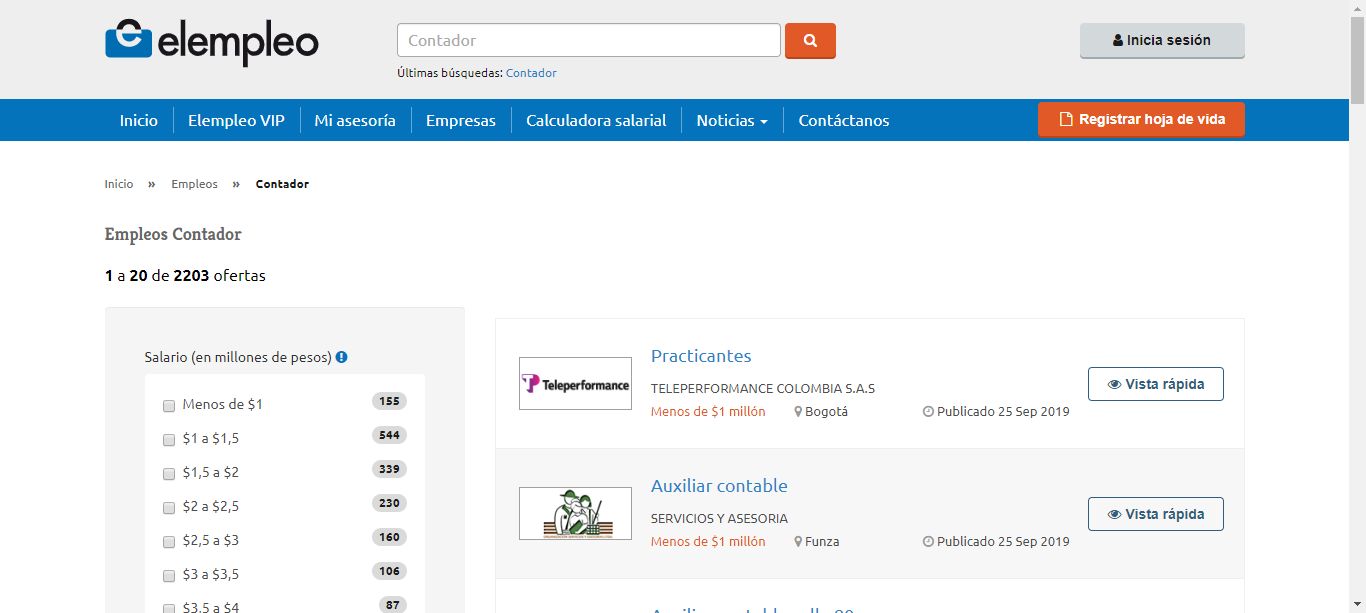 elempleo
Contador
Inicia sesión
Últimas búsquedas: Contador
Inicio Elempleo VIP Mi asesoría Empresas Calculadora salarial Noticias Contáctanos Registrar hoja de vida
Inicio » Empleos » Contador
Empleos Contador
1 a 20 de 2203 ofertas
Salario (en millones de pesos)
Menos de $1 155
$1 a $1,5 544
$1,5 a $2 339
$2 a $2,5 230
$2,5 a $3 160
$3 a $3,5 106
$3,5 a $4 87
Teleperformance
Practicantes
TELEPERFORMANCE COLOMBIA S.A.S
Menos de $1 millón Bogotá Publicado 25 Sep 2019
Vista rápida
Auxiliar contable
SERVICIOS Y ASESORIA
Menos de $1 millón Funza Publicado 25 Sep 2019
Vista rápida